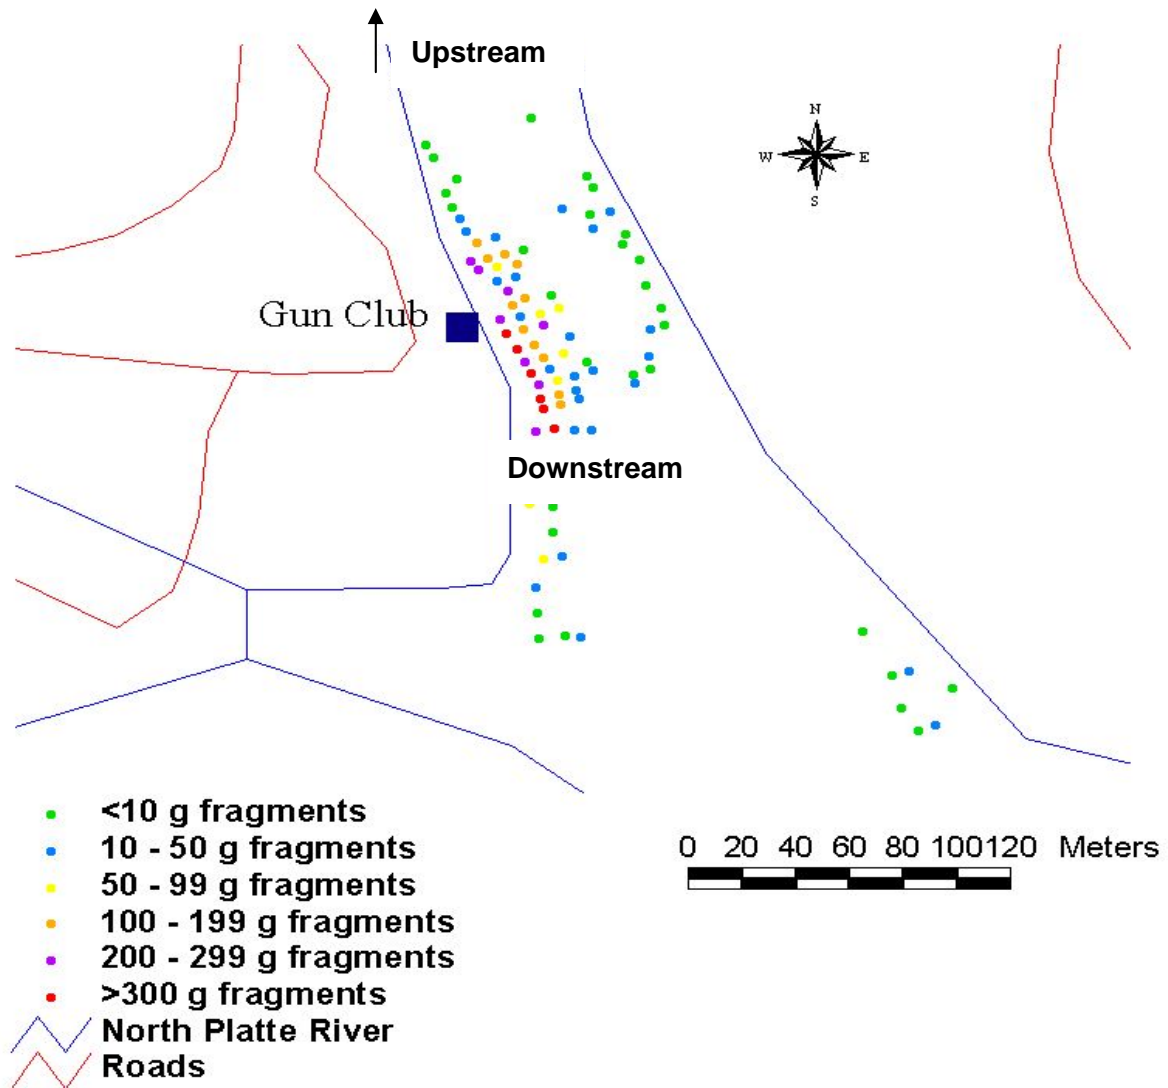 Upstream
N
W E
S
Gun Club
Downstream
<10 g fragments
10 - 50 g fragments
50 - 99 g fragments
100 - 199 g fragments
200 - 299 g fragments
>300 g fragments
North Platte River
Roads
0 20 40 60 80 100120 Meters